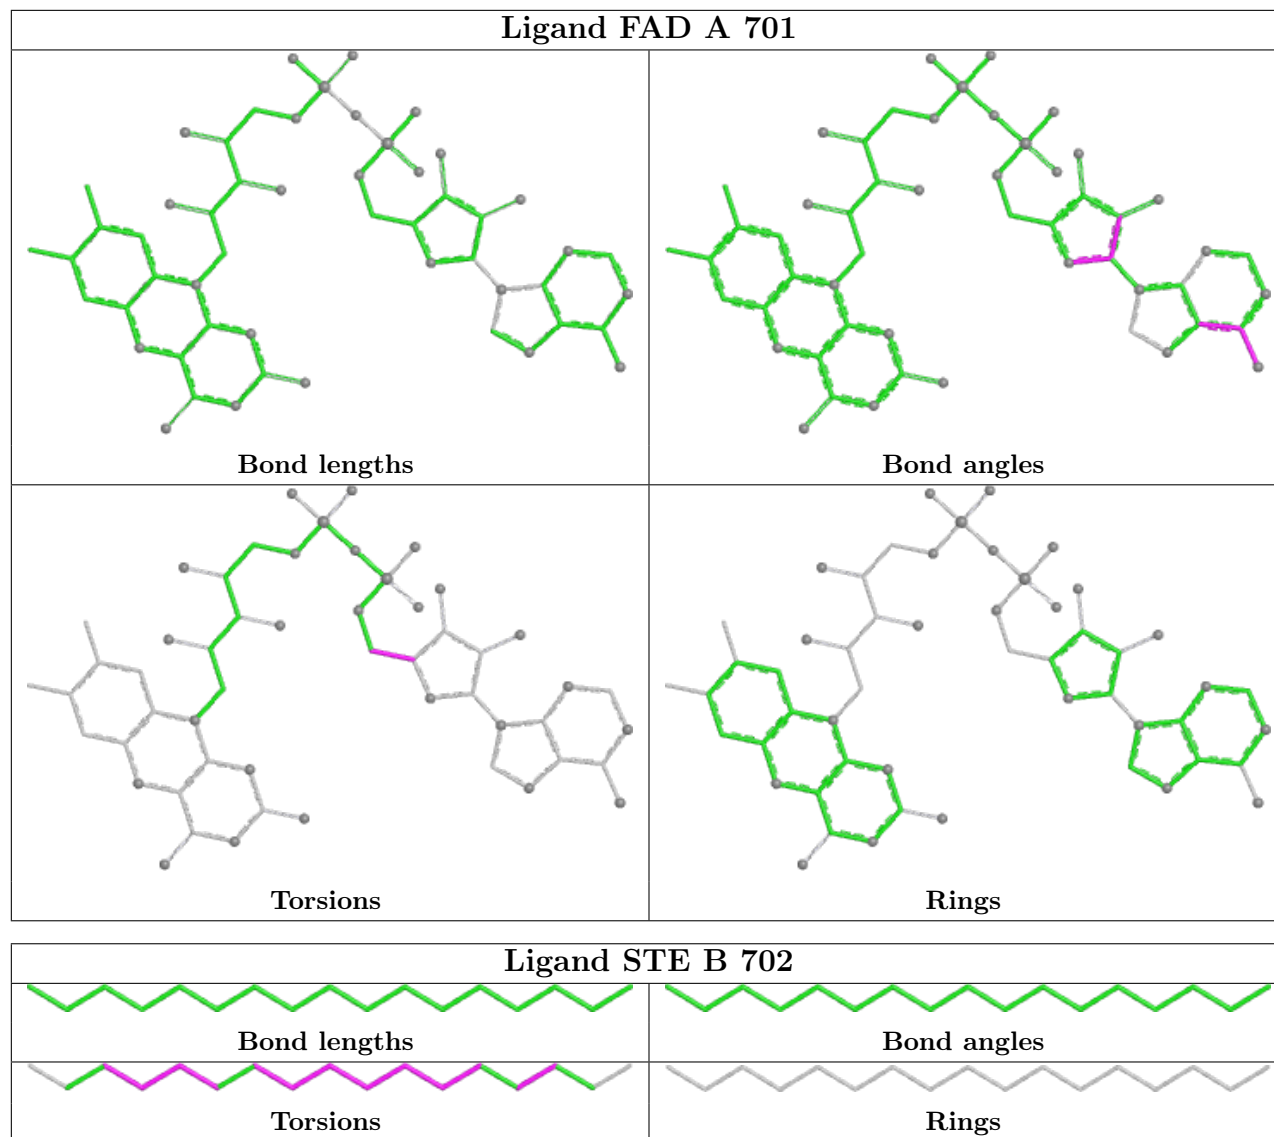 Ligand FAD A 701
Bond lengths
Bond angles
Torsions
Rings
Ligand STE B 702
Bond lengths
Bond angles
Torsions
Rings